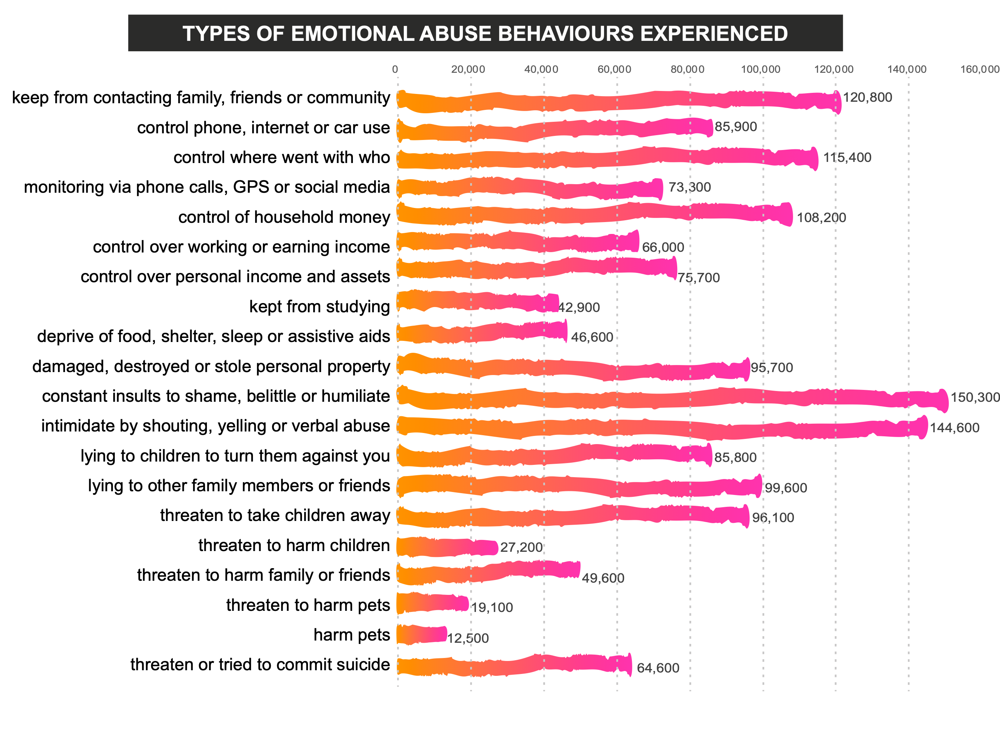 TYPES OF EMOTIONAL ABUSE BEHAVIOURS EXPERIENCED
0 20,000 40,000 60,000 80,000 100,000 120,000 140,000 160,000
keep from contacting family, friends or community 120,800
control phone, internet or car use 85,900
control where went with who 115,400
monitoring via phone calls, GPS or social media 73,300
control of household money 108,200
control over working or earning income 66,000
control over personal income and assets 75,700
kept from studying 42,900
deprive of food, shelter, sleep or assistive aids 46,600
damaged, destroyed or stole personal property 95,700
constant insults to shame, belittle or humiliate 150,300
intimidate by shouting, yelling or verbal abuse 144,600
lying to children to turn them against you 85,800
lying to other family members or friends 99,600
threaten to take children away 96,100
threaten to harm children 27,200
threaten to harm family or friends 49,600
threaten to harm pets 19,100
harm pets 12,500
threaten or tried to commit suicide 64,600